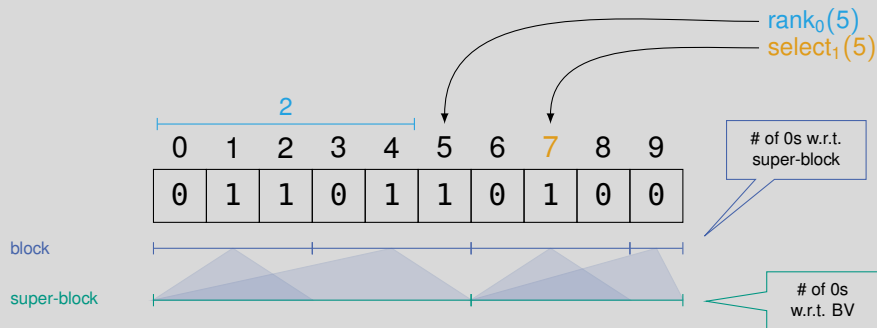 rank₀(5)
select₁(5)
2
0 1 2 3 4 5 6 7 8 9
0 1 1 0 1 1 0 1 0 0
# of 0s w.r.t.
super-block
block
super-block
# of 0s
w.r.t. BV